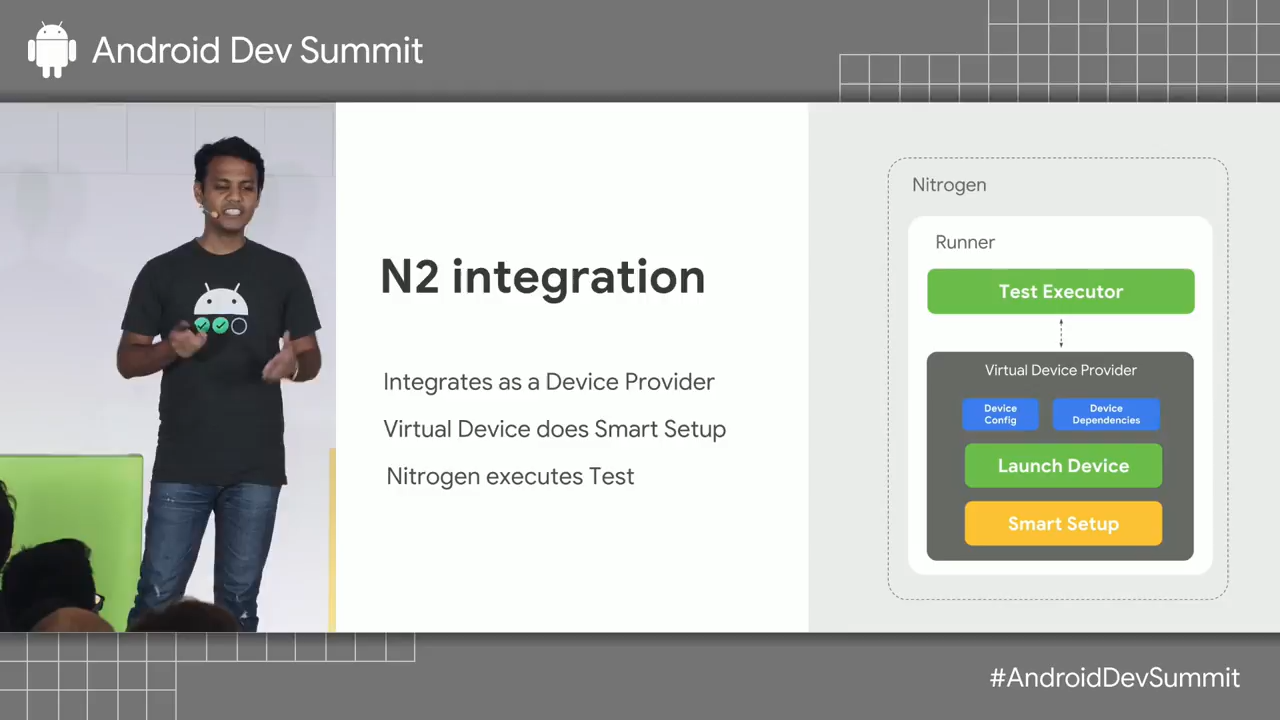 Android Dev Summit
N2 integration
Integrates as a Device Provider
Virtual Device does Smart Setup
Nitrogen executes Test
Nitrogen
Runner
Test Executor
Virtual Device Provider
Device
Config
Device
Dependencies
Launch Device
Smart Setup
#AndroidDevSummit